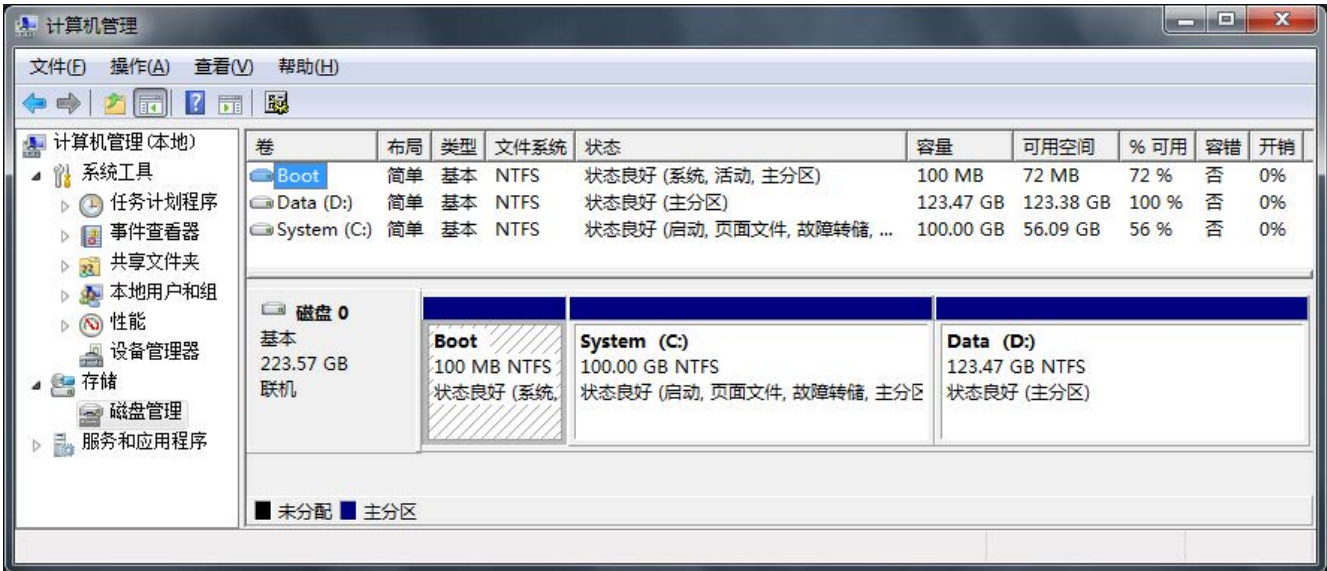 计算机管理
文件(F) 操作(A) 查看(V) 帮助(H)
计算机管理(本地)
系统工具
任务计划程序
事件查看器
共享文件夹
本地用户和组
性能
设备管理器
存储
磁盘管理
服务和应用程序
卷 布局 类型 文件系统 状态 容量 可用空间 % 可用 容错 开销
Boot 简单 基本 NTFS 状态良好 (系统, 活动, 主分区) 100 MB 72 MB 72 % 否 0%
Data (D:) 简单 基本 NTFS 状态良好 (主分区) 123.47 GB 123.38 GB 100 % 否 0%
System (C:) 简单 基本 NTFS 状态良好 (启动, 页面文件, 故障转储, ... 100.00 GB 56.09 GB 56 % 否 0%
磁盘 0
基本
223.57 GB
联机
Boot
100 MB NTFS
状态良好 (系统,
System (C:)
100.00 GB NTFS
状态良好 (启动, 页面文件, 故障转储, 主分区
Data (D:)
123.47 GB NTFS
状态良好 (主分区)
未分配 主分区